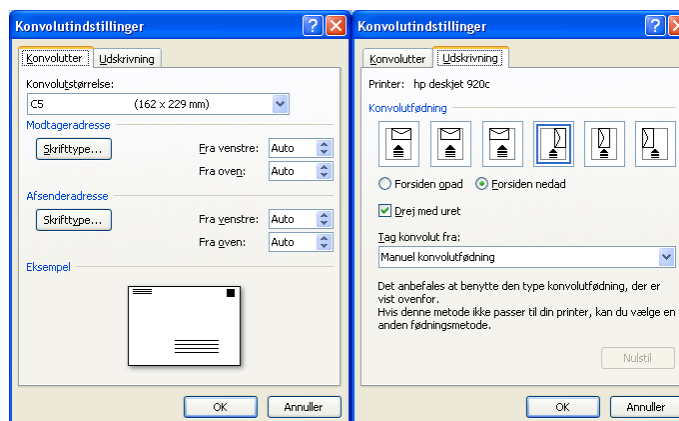 Konvolutindstillinger
Konvolutter
Udskrivning
Konvolutstørrelse:
C5 (162 x 229 mm)
Modtageradresse
Skrifttype...
Fra venstre: Auto
Fra oven: Auto
Afsenderadresse
Skrifttype...
Fra venstre: Auto
Fra oven: Auto
Eksempel
OK
Annuller
Konvolutindstillinger
Konvolutter
Udskrivning
Printer: hp deskjet 920c
Konvolutfødning
Forsiden opad
Forsiden nedad
Drej med uret
Tag konvolut fra:
Manuel konvolutfødning
Det anbefales at benytte den type konvolutfødning, der er
vist ovenfor.
Hvis denne metode ikke passer til din printer, kan du vælge en
anden fødningsmetode.
Nulstil
OK
Annuller